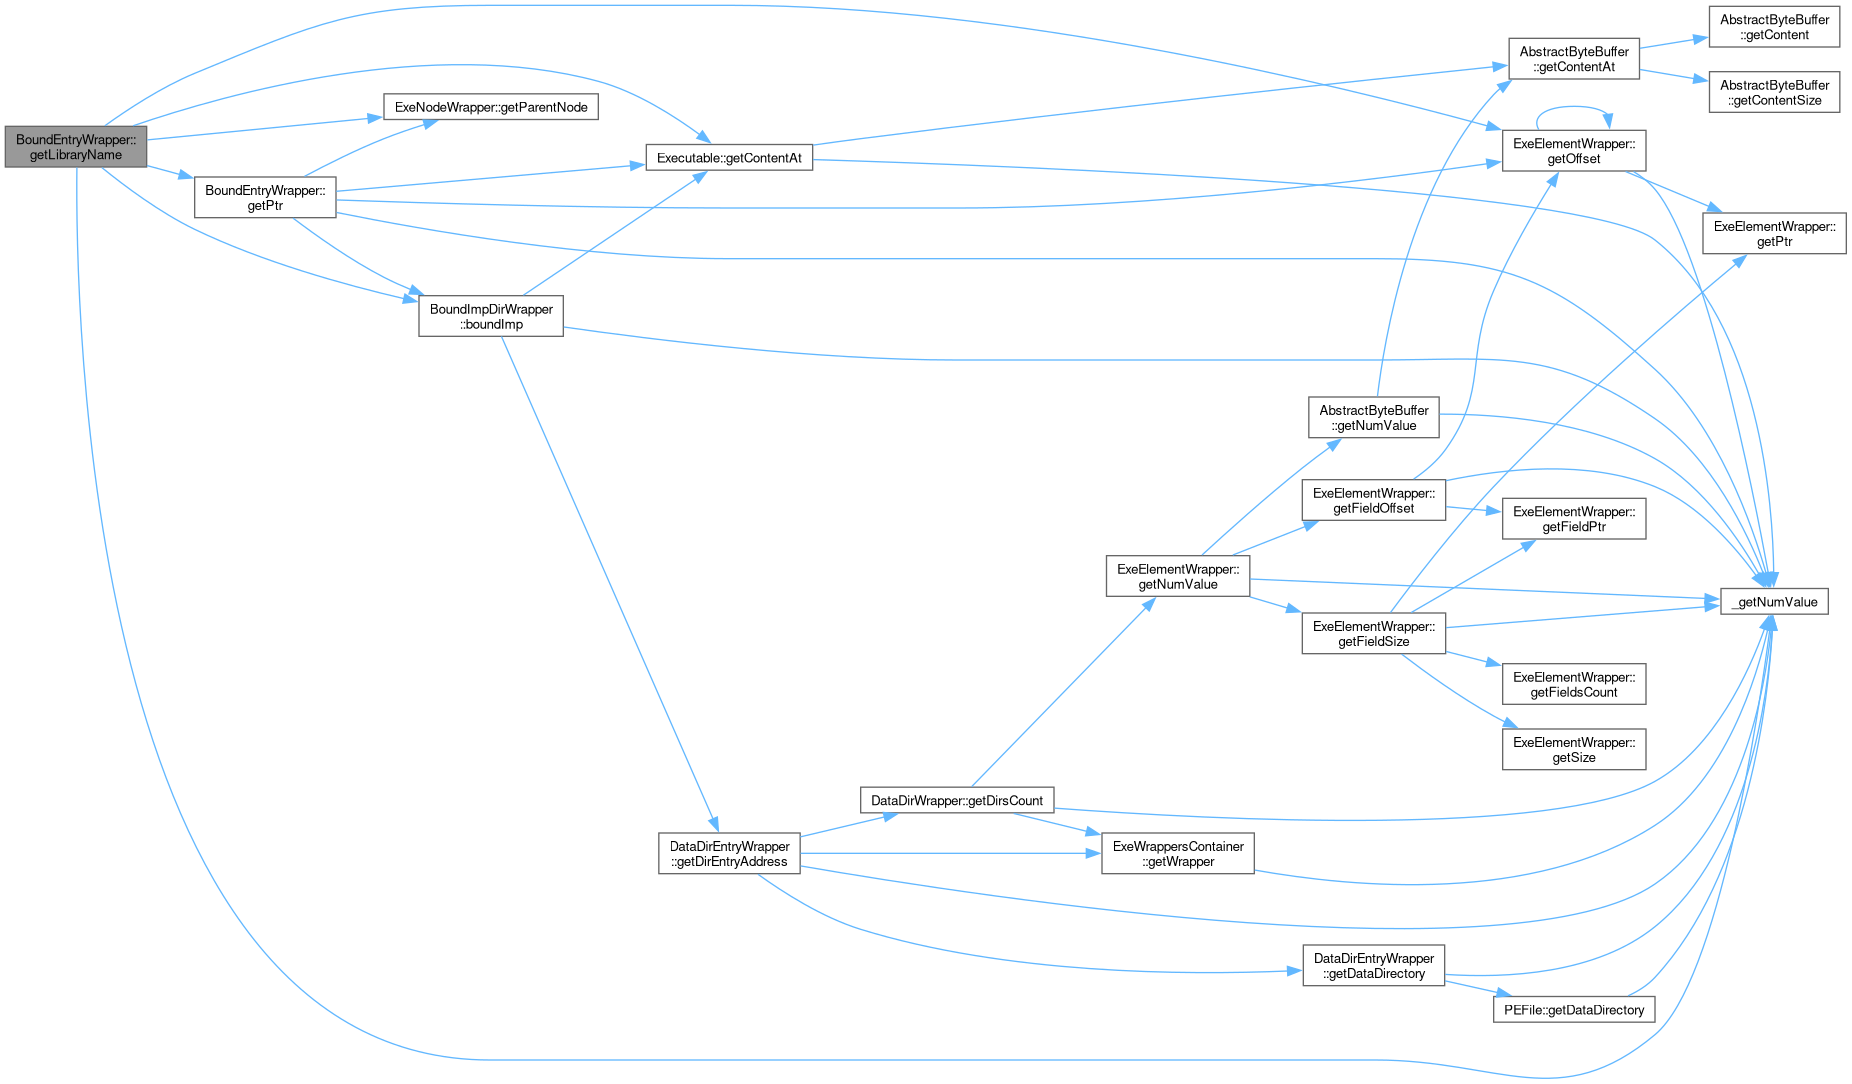 BoundEntryWrapper::
getLibraryName
ExeNodeWrapper::getParentNode
BoundEntryWrapper::
getPtr
BoundImpDirWrapper
::boundImp
Executable::getContentAt
AbstractByteBuffer
::getContentAt
AbstractByteBuffer
::getContent
AbstractByteBuffer
::getContentSize
ExeElementWrapper::
getOffset
ExeElementWrapper::
getPtr
AbstractByteBuffer
::getNumValue
ExeElementWrapper::
getFieldOffset
ExeElementWrapper::
getFieldPtr
ExeElementWrapper::
getNumValue
_getNumValue
ExeElementWrapper::
getFieldSize
ExeElementWrapper::
getFieldsCount
ExeElementWrapper::
getSize
DataDirWrapper::getDirsCount
DataDirEntryWrapper
::getDirEntryAddress
ExeWrappersContainer
::getWrapper
DataDirEntryWrapper
::getDataDirectory
PEFile::getDataDirectory